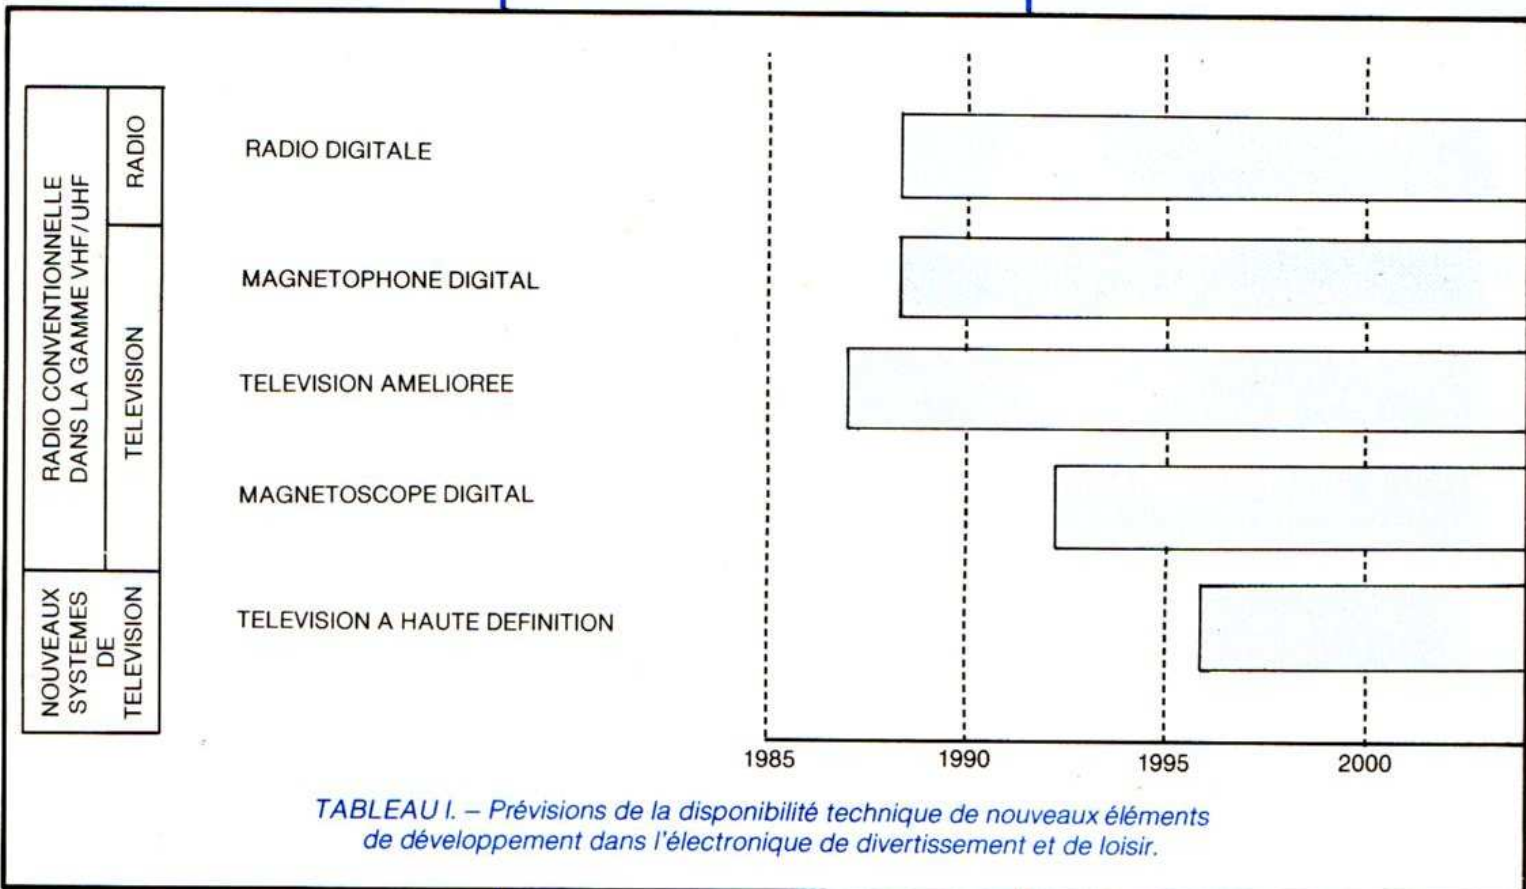 RADIO CONVENTIONNELLE
DANS LA GAMME VHF/UHF
RADIO
TELEVISION
NOUVEAUX
SYSTEMES
DE
TELEVISION
RADIO DIGITALE
MAGNETOPHONE DIGITAL
TELEVISION AMELIOREE
MAGNETOSCOPE DIGITAL
TELEVISION A HAUTE DEFINITION
1985 1990 1995 2000
TABLEAU I. – Prévisions de la disponibilité technique de nouveaux éléments
de développement dans l'électronique de divertissement et de loisir.